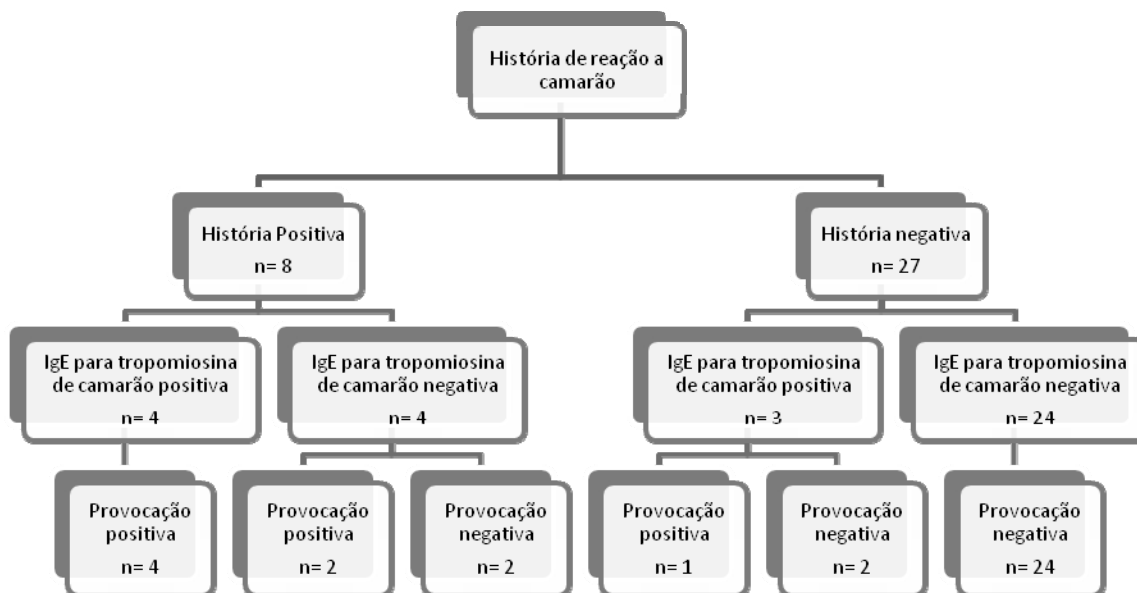 História de reação a
camarão
História Positiva
n= 8
História negativa
n= 27
IgE para tropomiosina
de camarão positiva
n= 4
IgE para tropomiosina
de camarão negativa
n= 4
IgE para tropomiosina
de camarão positiva
n= 3
IgE para tropomiosina
de camarão negativa
n= 24
Provocação
positiva
n= 4
Provocação
positiva
n= 2
Provocação
negativa
n= 2
Provocação
positiva
n= 1
Provocação
negativa
n= 2
Provocação
negativa
n= 24